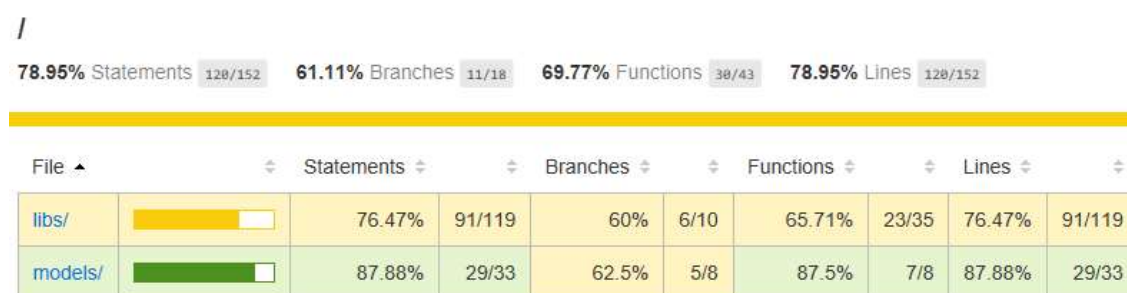 /
78.95% Statements 120/152 61.11% Branches 11/18 69.77% Functions 30/43 78.95% Lines 120/152
File Statements Branches Functions Lines
libs/ 76.47% 91/119 60% 6/10 65.71% 23/35 76.47% 91/119
models/ 87.88% 29/33 62.5% 5/8 87.5% 7/8 87.88% 29/33